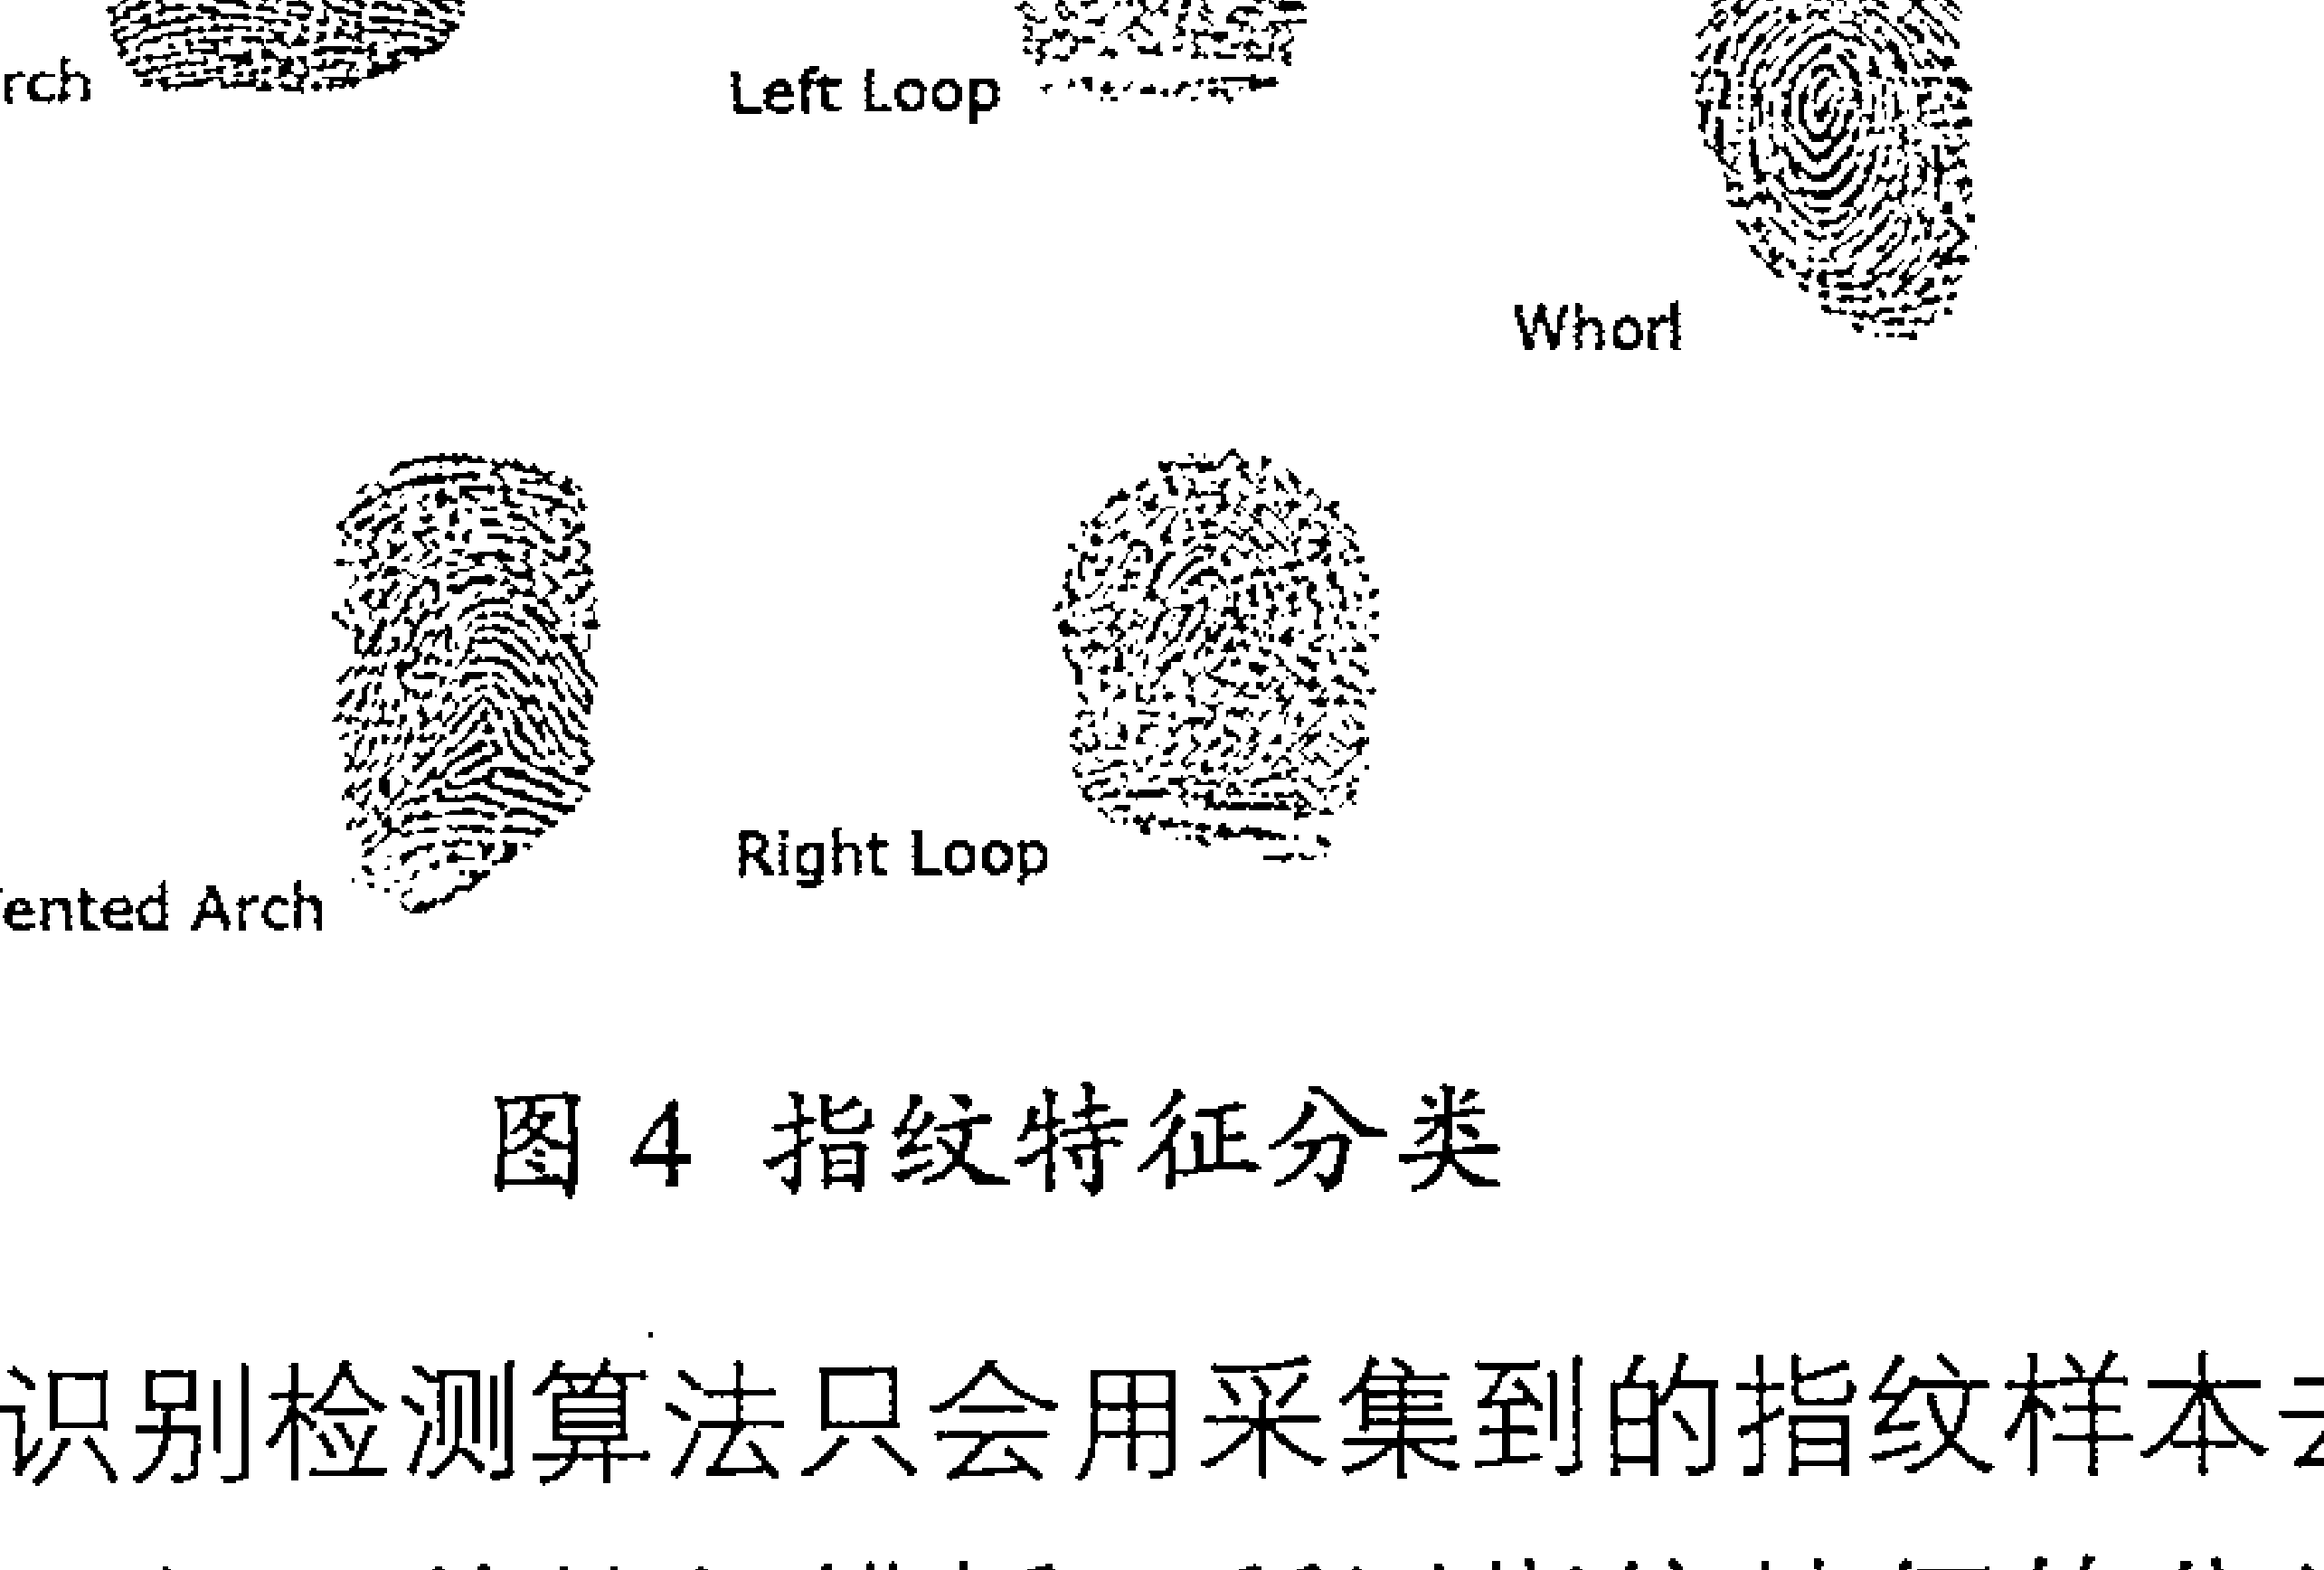 rch
Left Loop
Whorl
Right Loop
ented Arch
图 4 指纹特征分类
识别检测算法只会用采集到的指纹样本